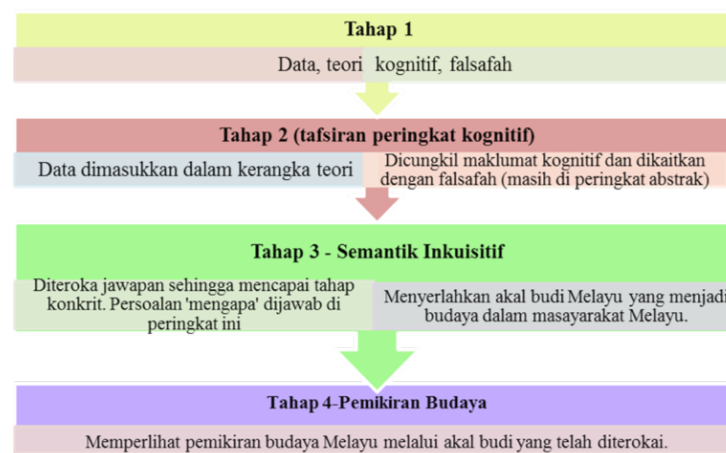 Tahap 1
Data, teori kognitif, falsafah
Tahap 2 (tafsiran peringkat kognitif)
Data dimasukkan dalam kerangka teori
Dicungkil maklumat kognitif dan dikaitkan
dengan falsafah (masih di peringkat abstrak)
Tahap 3 - Semantik Inkuisitif
Diteroka jawapan sehingga mencapai tahap
konkrit. Persoalan 'mengapa' dijawab di
peringkat ini
Menyerlahkan akal budi Melayu yang menjadi
budaya dalam masayarakat Melayu.
Tahap 4-Pemikiran Budaya
Memperlihat pemikiran budaya Melayu melalui akal budi yang telah diterokai.